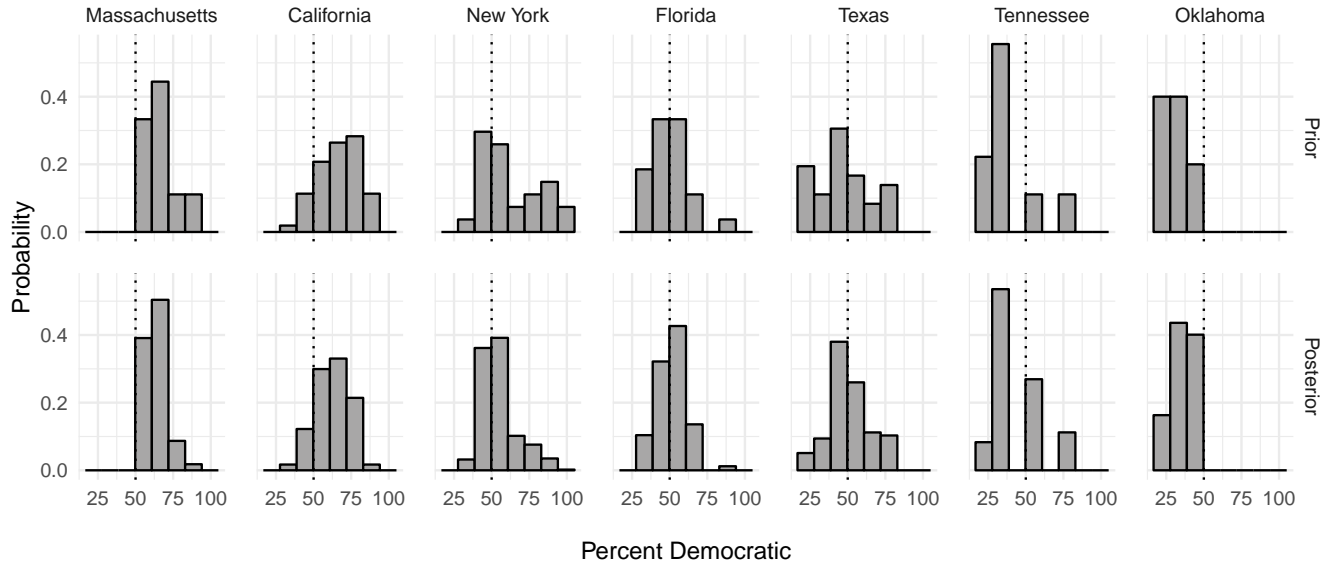 Massachusetts California New York Florida Texas Tennessee Oklahoma
0.4
0.2
0.0
Prior
Probability
0.4
0.2
0.0
Posterior
25 50 75 100 25 50 75 100 25 50 75 100 25 50 75 100 25 50 75 100 25 50 75 100 25 50 75 100
Percent Democratic